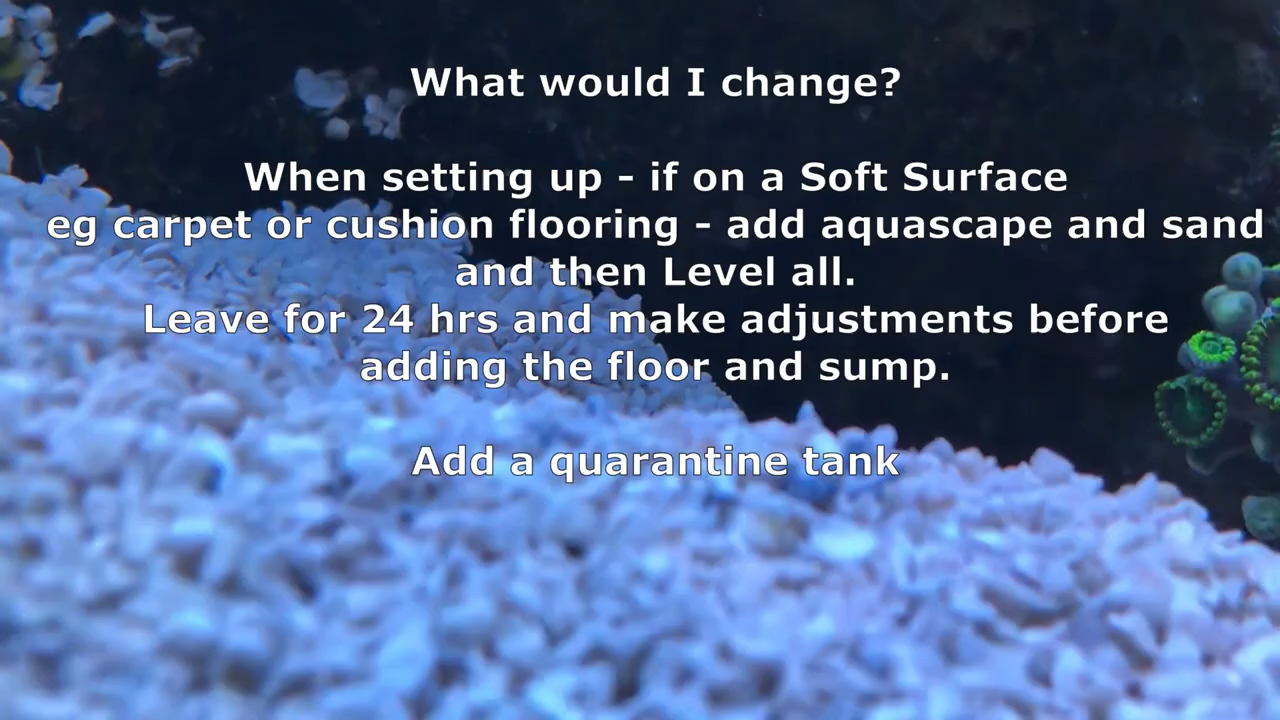 What would I change?
When setting up - if on a Soft Surface
eg carpet or cushion flooring - add aquascape and sand
and then Level all.
Leave for 24 hrs and make adjustments before
adding the floor and sump.
Add a quarantine tank